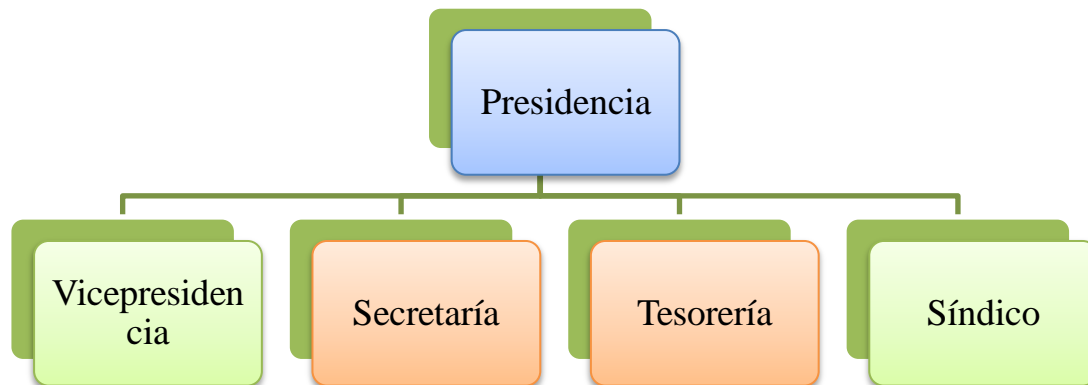 Presidencia
Vicepresiden
cia
Secretaría
Tesorería
Síndico